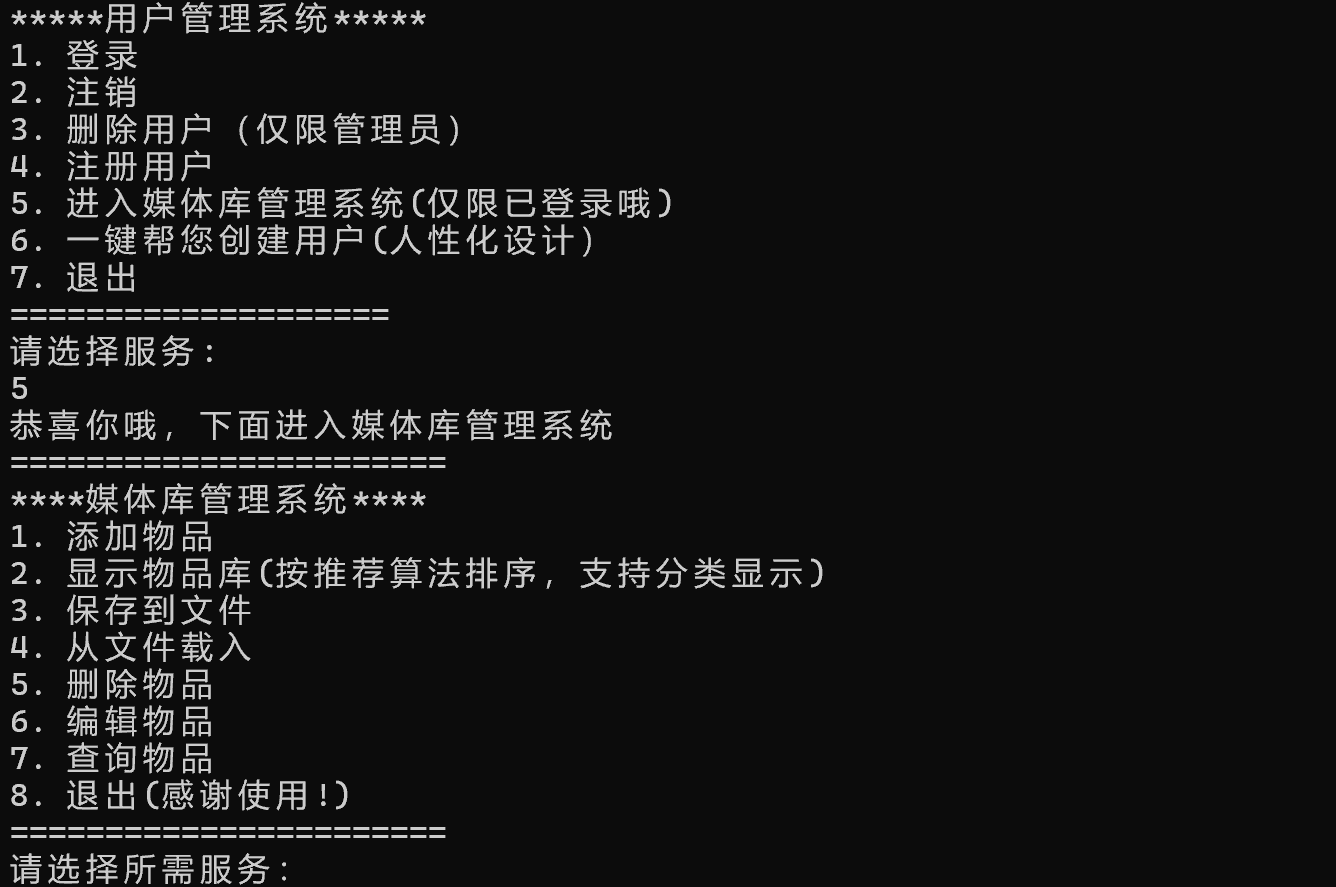 *****用户管理系统*****
1. 登录
2. 注销
3. 删除用户（仅限管理员）
4. 注册用户
5. 进入媒体库管理系统(仅限已登录哦)
6. 一键帮您创建用户(人性化设计)
7. 退出
====================
请选择服务：
5
恭喜你哦，下面进入媒体库管理系统
=======================
****媒体库管理系统****
1. 添加物品
2. 显示物品库(按推荐算法排序，支持分类显示)
3. 保存到文件
4. 从文件载入
5. 删除物品
6. 编辑物品
7. 查询物品
8. 退出(感谢使用!)
=======================
请选择所需服务：